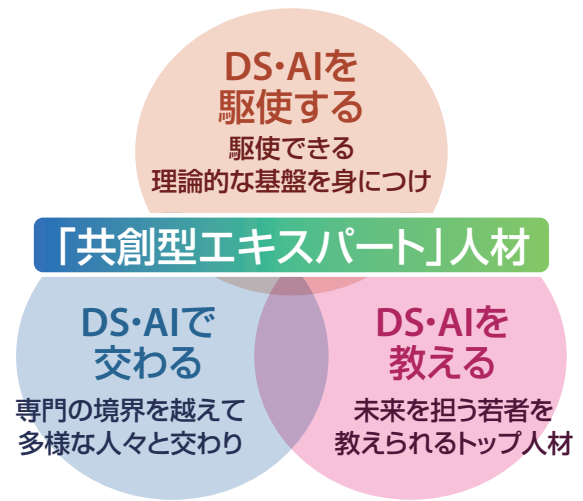 DS・AIを
駆使する
駆使できる
理論的な基盤を身につけ
「共創型エキスパート」人材
DS・AIで
交わる
専門の境界を越えて
多様な人々と交わり
DS・AIを
教える
未来を担う若者を
教えられるトップ人材